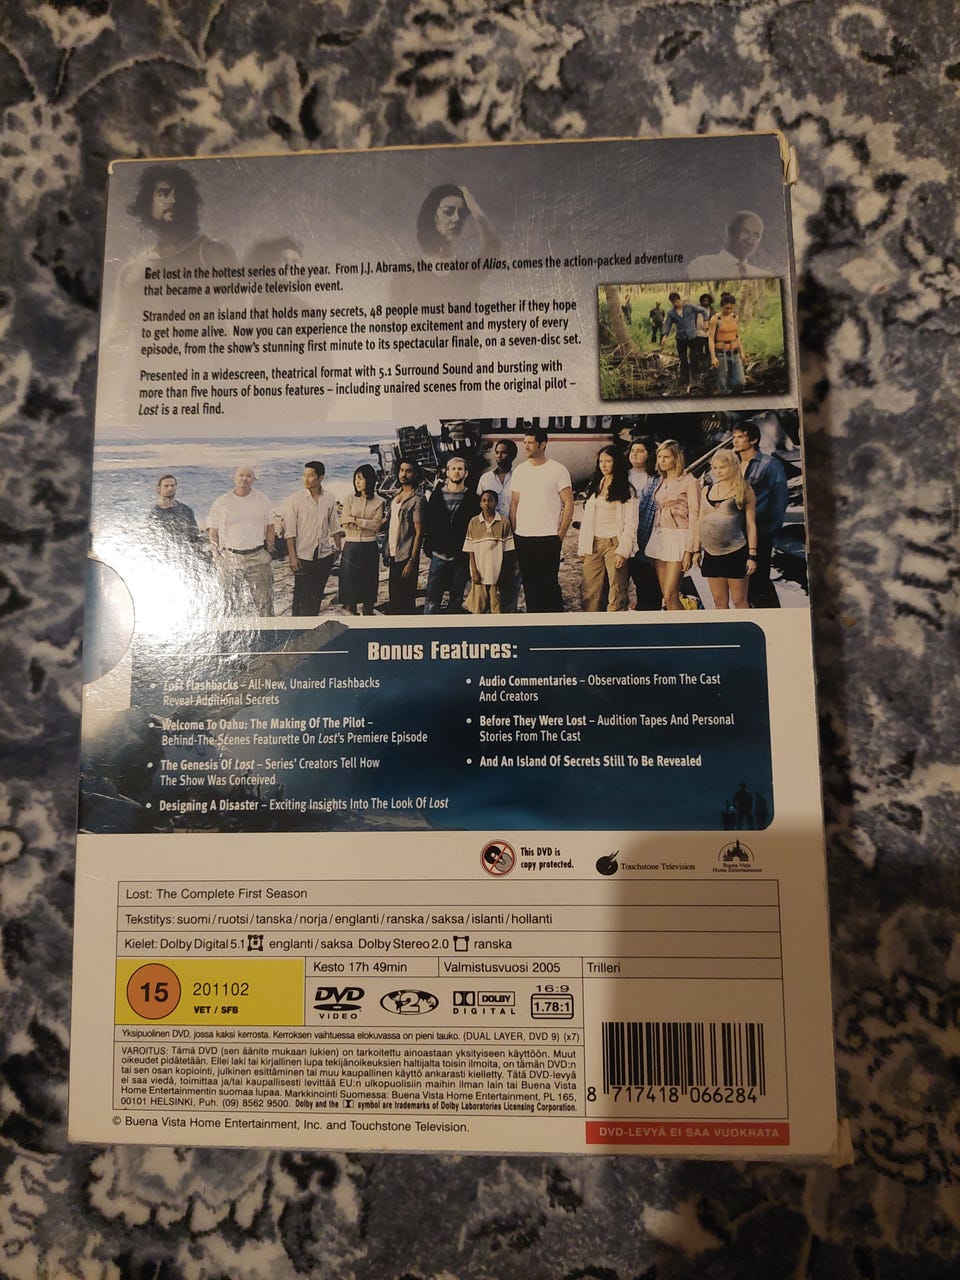 Get lost in the hottest series of the year. From J.J. Abrams, the creator of Alias, comes the action-packed adventure
that became a worldwide television event.
Stranded on an island that holds many secrets, 48 people must band together if they hope
to get home alive. Now you can experience the nonstop excitement and mystery of every
episode, from the show's stunning first minute to its spectacular finale, on a seven-disc set.
Presented in a widescreen, theatrical format with 5.1 Surround Sound and bursting with
more than five hours of bonus features – including unaired scenes from the original pilot –
Lost is a real find.
Bonus Features:
• Lost Flashbacks – All-New, Unaired Flashbacks
Reveal Additional Secrets
• Welcome To Oahu: The Making Of The Pilot –
Behind-The-Scenes Featurette On Lost's Premiere Episode
• The Genesis Of Lost – Series' Creators Tell How
The Show Was Conceived
• Designing A Disaster – Exciting Insights Into The Look Of Lost
• Audio Commentaries – Observations From The Cast
And Creators
• Before They Were Lost – Audition Tapes And Personal
Stories From The Cast
• And An Island Of Secrets Still To Be Revealed
This DVD is
copy protected.
Touchstone Television
Buena Vista
Home Entertainment
Lost: The Complete First Season
Tekstitys: suomi/ruotsi/tanska/norja/englanti/ranska/saksa/islanti/hollanti
Kielet: Dolby Digital 5.1 englanti/saksa Dolby Stereo 2.0 ranska
15 201102
VET / SFB
Kesto 17h 49min
Valmistusvuosi 2005
Trilleri
DVD
VIDEO
2
DOLBY
DIGITAL
16:9
1.78:1
Yksipuolinen DVD, jossa kaksi kerrosta. Kerroksen vaihtuessa elokuvassa on pieni tauko. (DUAL LAYER, DVD 9) (x7)
VAROITUS: Tämä DVD (sen äänite mukaan lukien) on tarkoitettu ainoastaan yksityiseen käyttöön. Muut
oikeudet pidätetään. Ellei laki tai kirjallinen lupa tekijänoikeuksien haltijalta toisin ilmoita, on tämän DVD:n
tai sen osan kopiointi, julkinen esittäminen tai muu kaupallinen käyttö ankarasti kielletty. Tätä DVD-levyä
ei saa viedä, toimittaa ja/tai kaupallisesti levittää EU:n ulkopuolisiin maihin ilman lain tai Buena Vista
Home Entertainmentin suomaa lupaa. Markkinointi Suomessa: Buena Vista Home Entertainment, PL 165,
00101 HELSINKI, Puh. (09) 8562 9500. Dolby and the symbol are trademarks of Dolby Laboratories Licensing Corporation.
8 717418 066284
© Buena Vista Home Entertainment, Inc. and Touchstone Television.
DVD-LEVYÄ EI SAA VUOKRATA